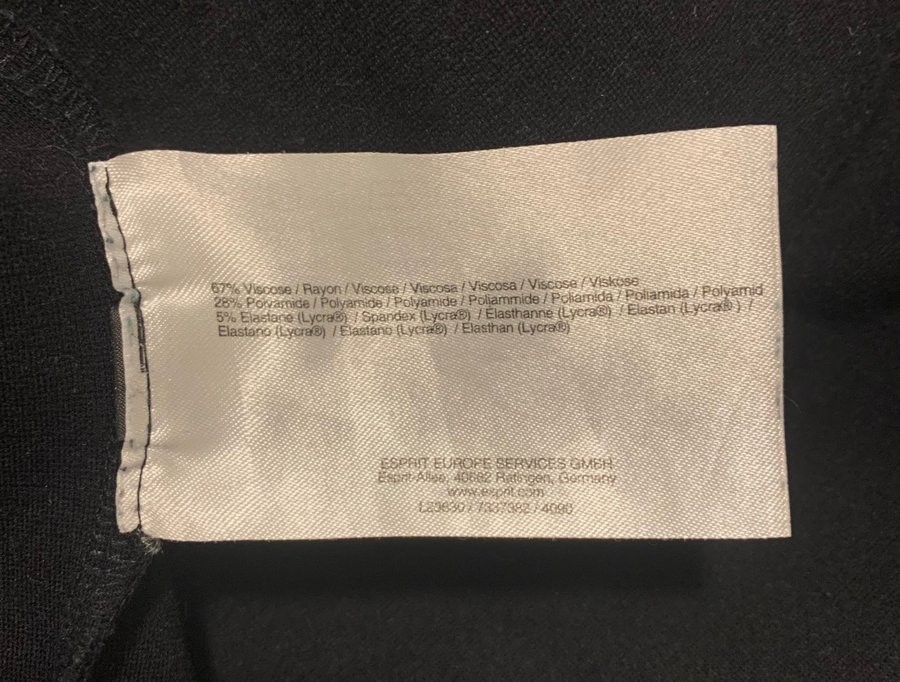 67% Viscose / Rayon / Viscose / Viscosa / Viscosa / Viscose / Viskose
28% Polyamide / Polyamide / Polyamide / Poliammide / Poliamida / Poliamida / Polyamid
5% Elastane (Lycra®) / Spandex (Lycra®) / Élasthanne (Lycra®) / Elastan (Lycra®) /
Elastano (Lycra®) / Elastano (Lycra®) / Elasthan (Lycra®)
ESPRIT EUROPE SERVICES GMBH
Esprit-Allee, 40882 Ratingen, Germany
www.esprit.com
L23630 / 7337382 / 4090